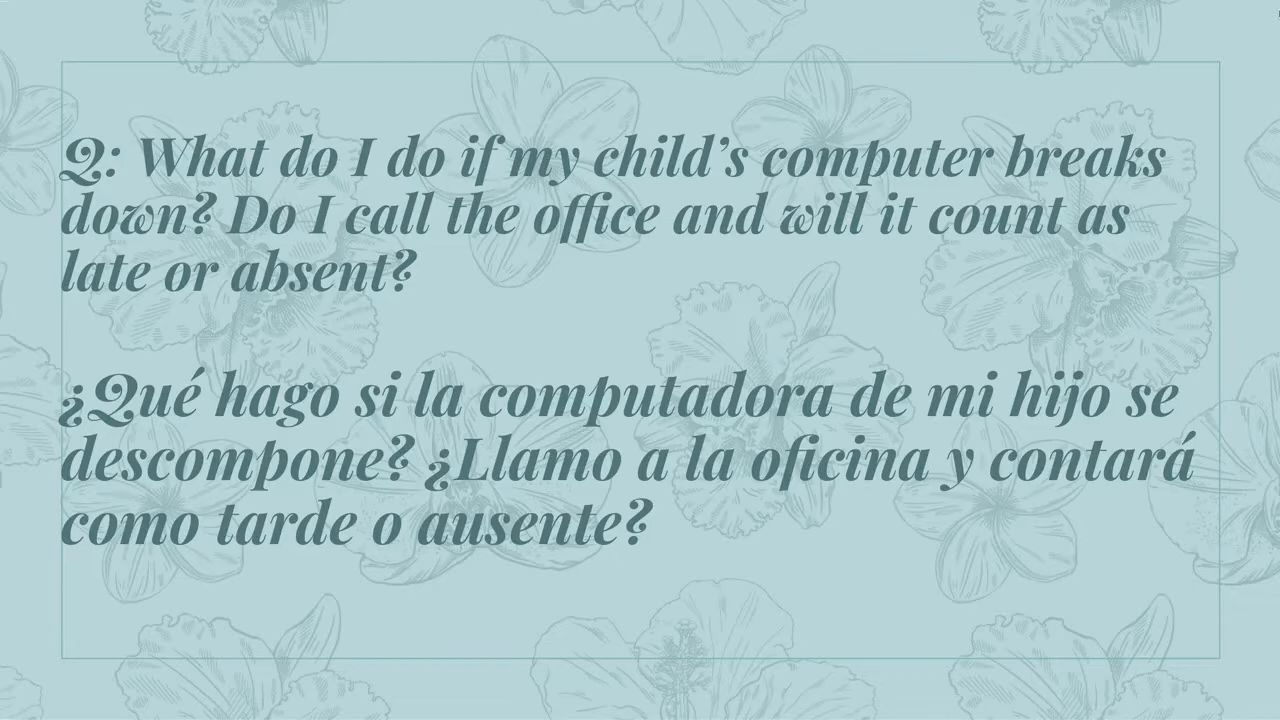 Q: What do I do if my child’s computer breaks
down? Do I call the office and will it count as
late or absent?
¿Qué hago si la computadora de mi hijo se
descompone? ¿Llamo a la oficina y contará
como tarde o ausente?